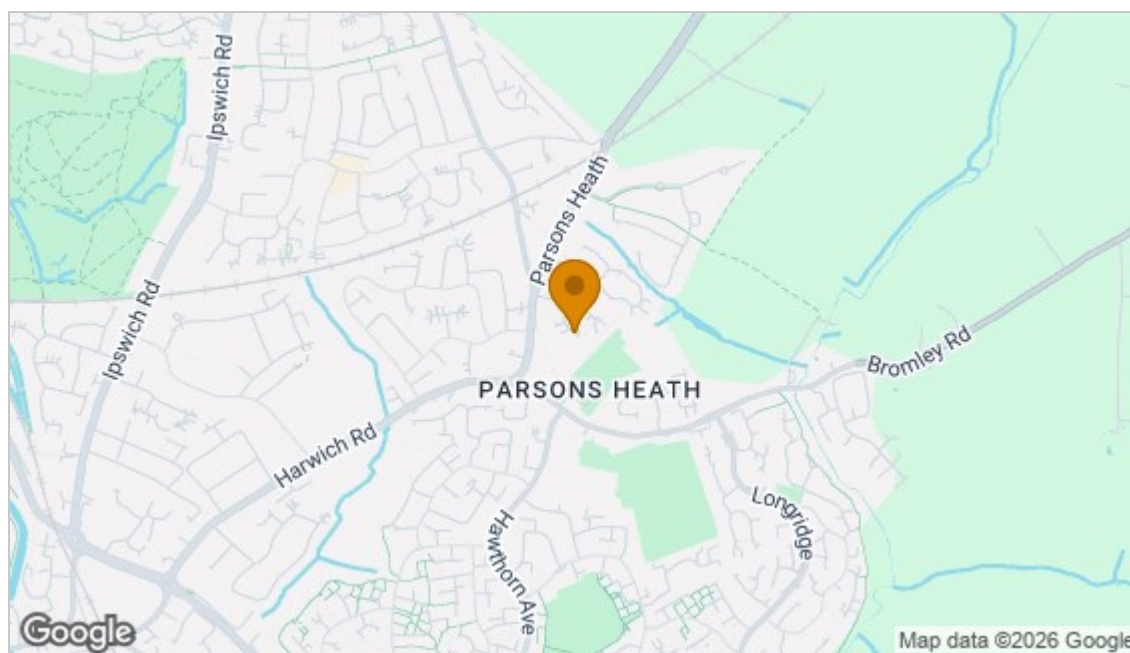 Ipswich Rd
Parsons Heath
Ipswich Rd
Bromley Rd
PARSONS HEATH
Harwich Rd
Longridge
Hawthorn Ave
Google
Map data ©2026 Google